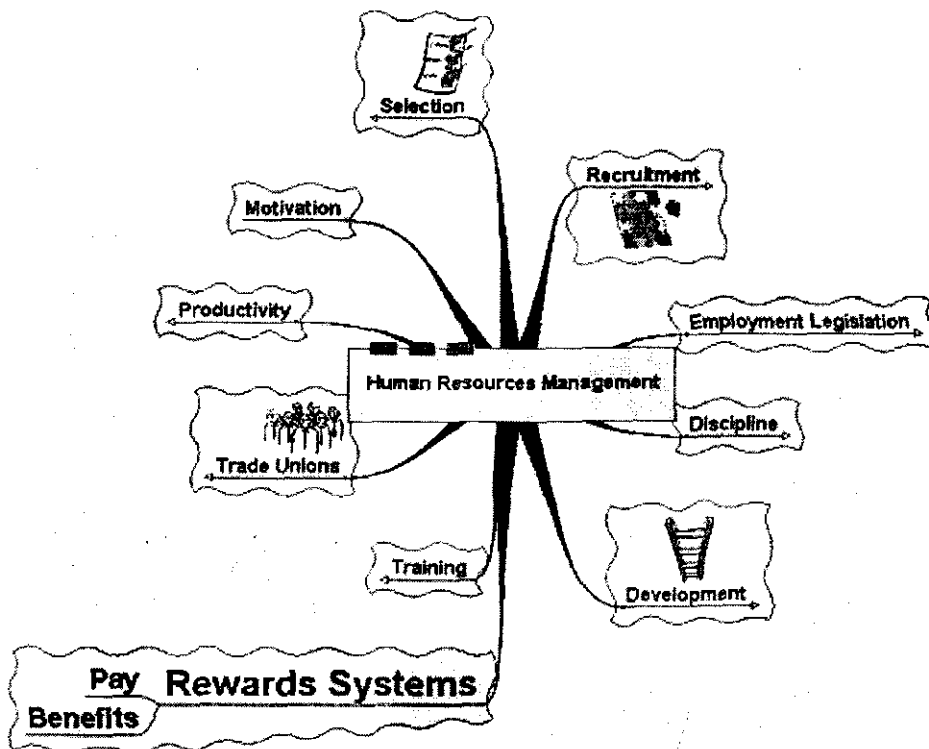 Selection
Recruitment
Motivation
Productivity
Employment Legislation
Human Resources Management
Discipline
Trade Unions
Training
Development
Pay
Rewards Systems
Benefits